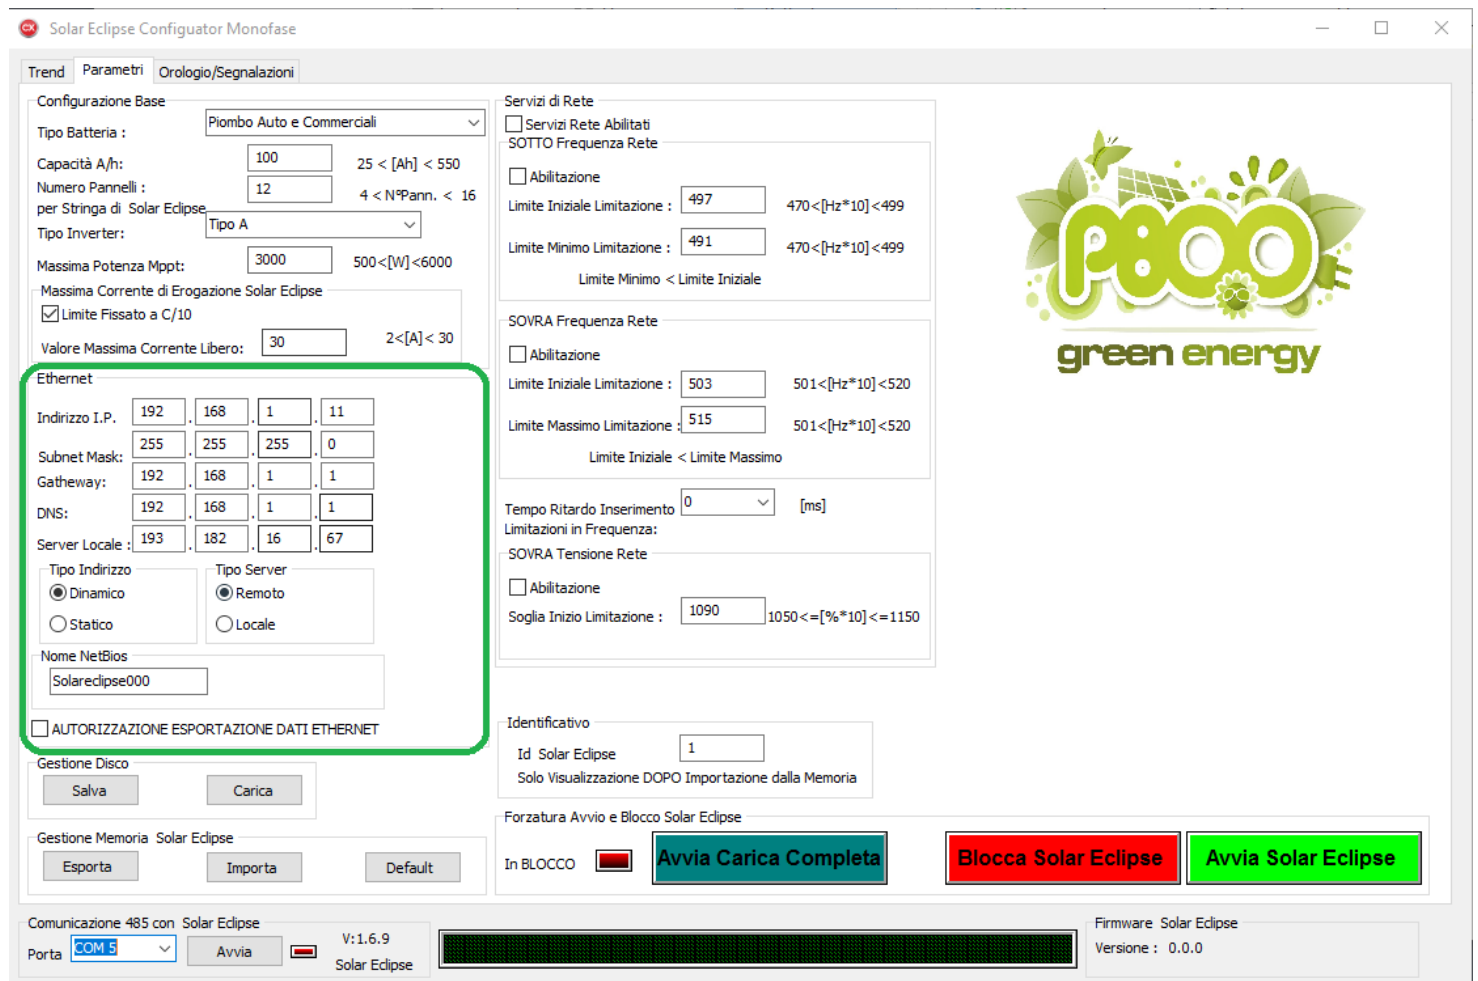 Solar Eclipse Configuator Monofase
Trend Parametri Orologio/Segnalazioni
Configurazione Base
Tipo Batteria : Piombo Auto e Commerciali
Capacità A/h: 100 25 < [Ah] < 550
Numero Pannelli : 12 4 < N°Pann. < 16
per Stringa di Solar Eclipse
Tipo Inverter: Tipo A
Massima Potenza Mppt: 3000 500<[W]<6000
Massima Corrente di Erogazione Solar Eclipse
Limite Fissato a C/10
Valore Massima Corrente Libero: 30 2<[A]< 30
Ethernet
Indirizzo I.P. 192 . 168 . 1 . 11
Subnet Mask: 255 . 255 . 255 . 0
Gatheway: 192 . 168 . 1 . 1
DNS: 192 . 168 . 1 . 1
Server Locale : 193 . 182 . 16 . 67
Tipo Indirizzo
Dinamico
Statico
Tipo Server
Remoto
Locale
Nome NetBios
Solareclipse000
AUTORIZZAZIONE ESPORTAZIONE DATI ETHERNET
Gestione Disco
Salva Carica
Gestione Memoria Solar Eclipse
Esporta Importa Default
Servizi di Rete
Servizi Rete Abilitati
SOTTO Frequenza Rete
Abilitazione
Limite Iniziale Limitazione : 497 470<[Hz*10]<499
Limite Minimo Limitazione : 491 470<[Hz*10]<499
Limite Minimo < Limite Iniziale
SOVRA Frequenza Rete
Abilitazione
Limite Iniziale Limitazione : 503 501<[Hz*10]<520
Limite Massimo Limitazione : 515 501<[Hz*10]<520
Limite Iniziale < Limite Massimo
Tempo Ritardo Inserimento 0 [ms]
Limitazioni in Frequenza:
SOVRA Tensione Rete
Abilitazione
Soglia Inizio Limitazione : 1090 1050<=[%*10]<=1150
Identificativo
Id Solar Eclipse 1
Solo Visualizzazione DOPO Importazione dalla Memoria
Forzatura Avvio e Blocco Solar Eclipse
In BLOCCO Avvia Carica Completa Blocca Solar Eclipse Avvia Solar Eclipse
P800
green energy
Comunicazione 485 con Solar Eclipse
Porta COM 5 Avvia V:1.6.9
Solar Eclipse
Firmware Solar Eclipse
Versione : 0.0.0